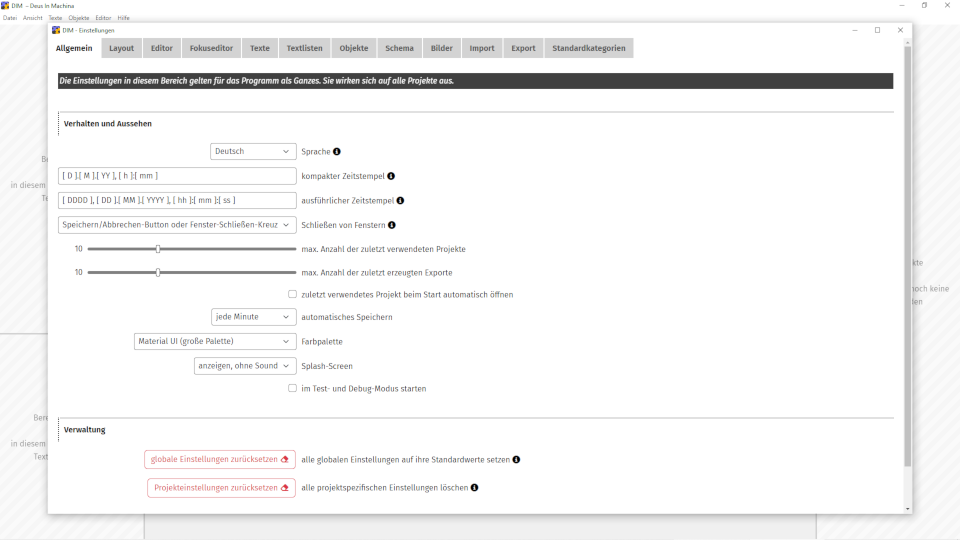 DIM - Deus In Machina
Datei Ansicht Texte Objekte Editor Hilfe
DIM - Einstellungen
Allgemein Layout Editor Fokuseditor Texte Textlisten Objekte Schema Bilder Import Export Standardkategorien
Die Einstellungen in diesem Bereich gelten für das Programm als Ganzes. Sie wirken sich auf alle Projekte aus.
Verhalten und Aussehen
Deutsch Sprache
[ D ].[ M ].[ YY ], [ h ]:[ mm ] kompakter Zeitstempel
[ DDDD ], [ DD ].[ MM ].[ YYYY ], [ hh ]:[ mm ]:[ ss ] ausführlicher Zeitstempel
Speichern/Abbrechen-Button oder Fenster-Schließen-Kreuz Schließen von Fenstern
10 max. Anzahl der zuletzt verwendeten Projekte
10 max. Anzahl der zuletzt erzeugten Exporte
zuletzt verwendetes Projekt beim Start automatisch öffnen
jede Minute automatisches Speichern
Material UI (große Palette) Farbpalette
anzeigen, ohne Sound Splash-Screen
im Test- und Debug-Modus starten
Verwaltung
globale Einstellungen zurücksetzen alle globalen Einstellungen auf ihre Standardwerte setzen
Projekteinstellungen zurücksetzen alle projektspezifischen Einstellungen löschen
in diesem
Bere
in diesem
Text
noch keine